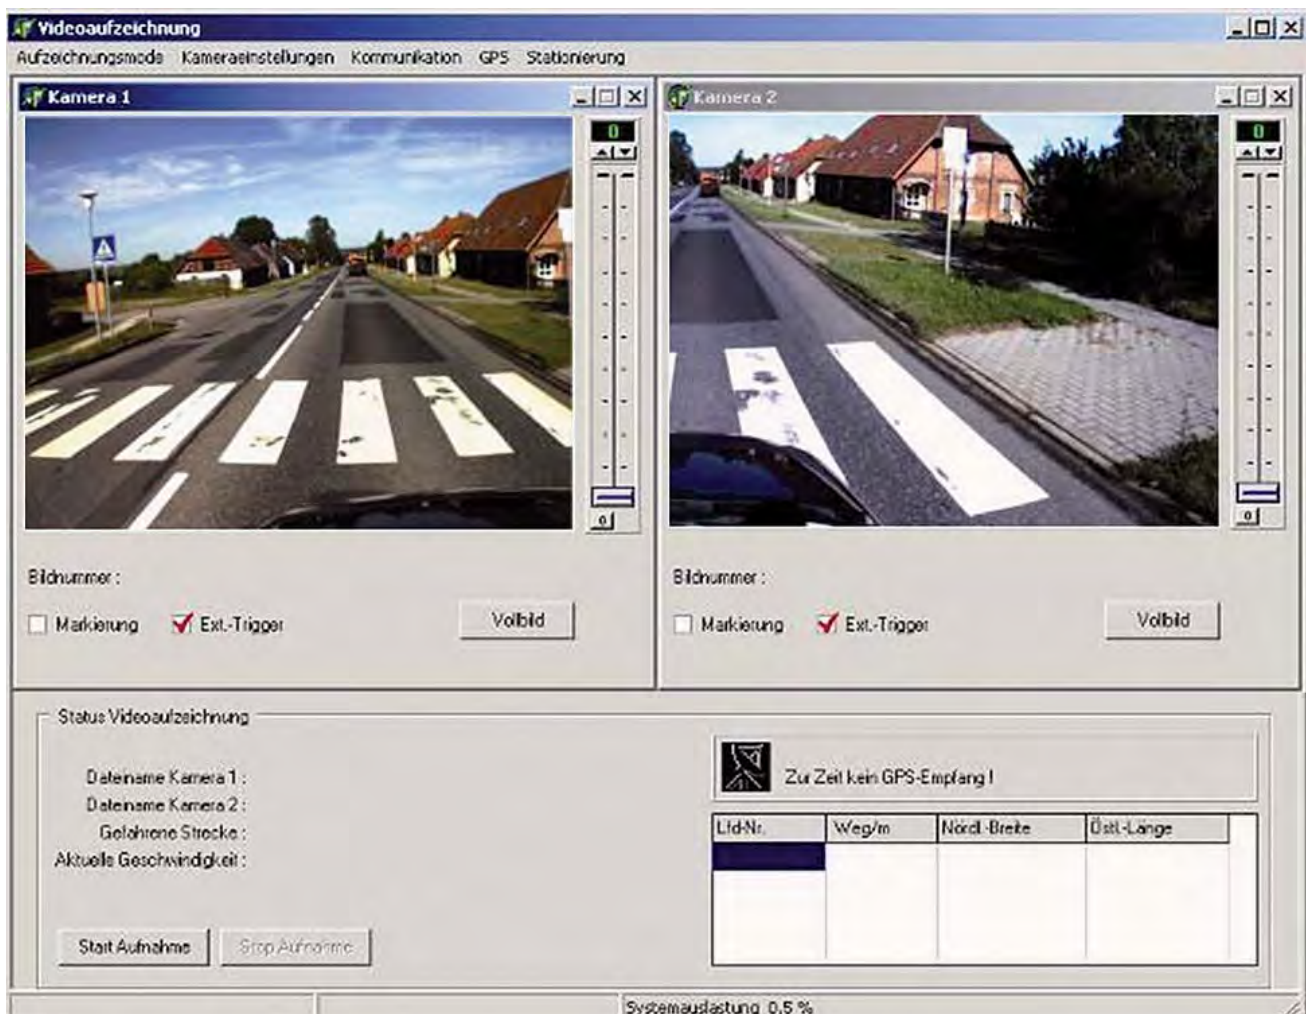 Videoaufzeichnung
Aufzeichnungsmode Kameraeinstellungen Kommunikation GPS Stationierung
Kamera 1
0
0
Bildnummer :
Markierung Ext.-Trigger Vollbild
Kamera 2
0
0
Bildnummer :
Markierung Ext.-Trigger Vollbild
Status Videoaufzeichnung
Dateiname Kamera 1 :
Dateiname Kamera 2 :
Gefahrene Strecke :
Aktuelle Geschwindigkeit :
Start Aufnahme Stop Aufnahme
Zur Zeit kein GPS-Empfang !
Lfd-Nr. Weg/m Nördl.-Breite Östl.-Länge
Systemauslastung 0.5 %